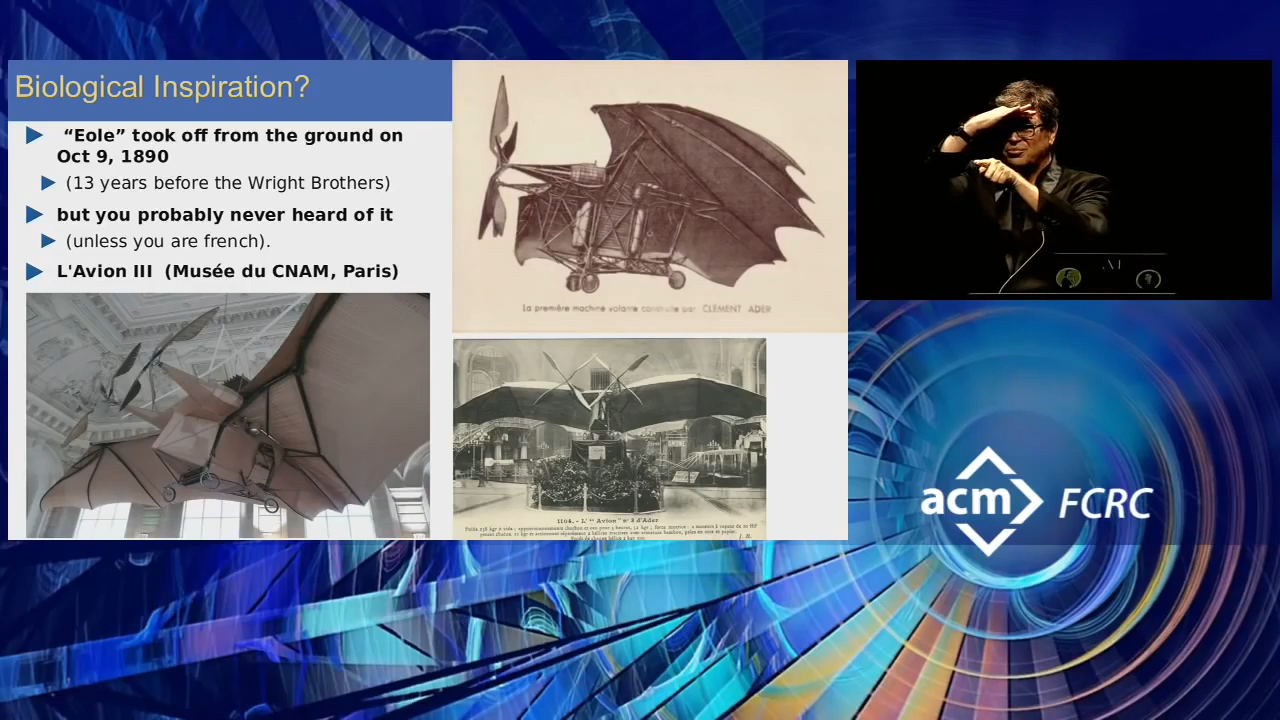 Biological Inspiration?
“Eole” took off from the ground on
Oct 9, 1890
(13 years before the Wright Brothers)
but you probably never heard of it
(unless you are french).
L'Avion III (Musée du CNAM, Paris)
La première machine volante construite par CLÉMENT ADER
1104. - L' “Avion” n° 3 d'Ader
acm FCRC